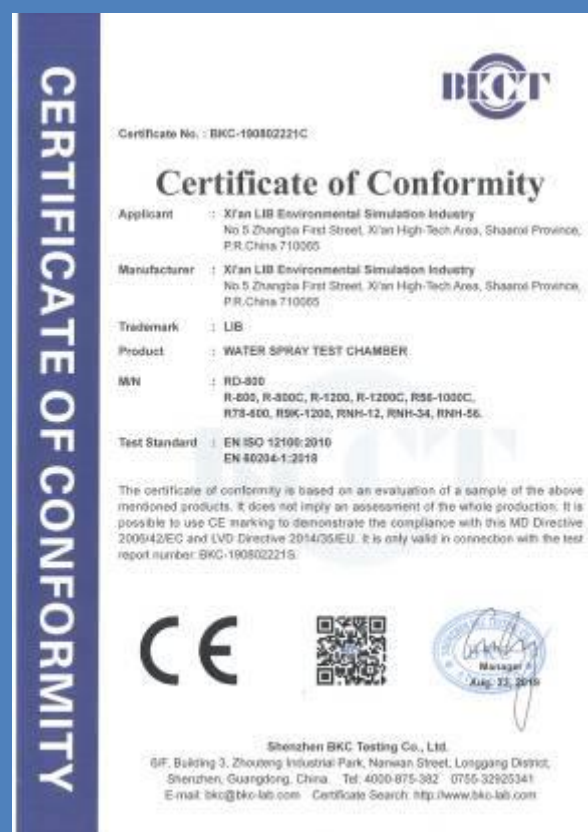 CERTIFICATE OF CONFORMITY
BKCT
Certificate No. : BKC-190802221C
Certificate of Conformity
Applicant : Xi'an LIB Environmental Simulation Industry
No.5 Zhangba First Street, Xi'an High-Tech Area, Shaanxi Province,
P.R.China 710065
Manufacturer : Xi'an LIB Environmental Simulation Industry
No.5 Zhangba First Street, Xi'an High-Tech Area, Shaanxi Province,
P.R.China 710065
Trademark : LIB
Product : WATER SPRAY TEST CHAMBER
M/N : RD-800
R-800, R-800C, R-1200, R-1200C, R56-1000C,
R78-600, R9K-1200, RNH-12, RNH-34, RNH-56.
Test Standard : EN ISO 12100:2010
EN 60204-1:2018
The certificate of conformity is based on an evaluation of a sample of the above
mentioned products. It does not imply an assessment of the whole production. It is
possible to use CE marking to demonstrate the compliance with this MD Directive
2006/42/EC and LVD Directive 2014/35/EU. It is only valid in connection with the test
report number: BKC-190802221S.
CE
Manager
Aug. 23, 2019
Shenzhen BKC Testing Co., Ltd.
6/F, Building 3, Zhouteng Industrial Park, Nanwan Street, Longgang District,
Shenzhen, Guangdong, China. Tel: 4000-875-382 0755-32925341
E-mail: bkc@bkc-lab.com Certificate Search: http://www.bkc-lab.com